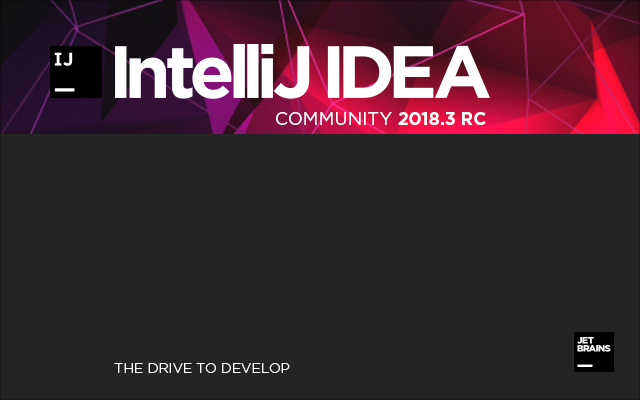 IJ
IntelliJ IDEA
COMMUNITY 2018.3 RC
THE DRIVE TO DEVELOP
JET
BRAINS